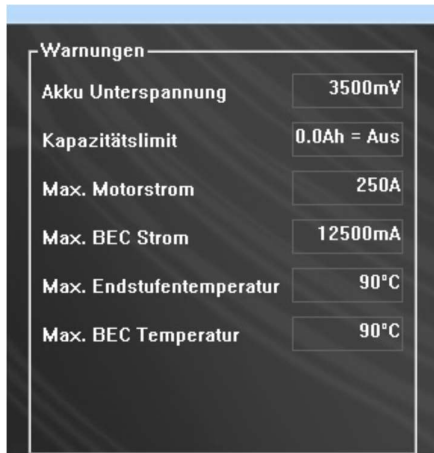 Warnungen
Akku Unterspannung 3500mV
Kapazitätslimit 0.0Ah = Aus
Max. Motorstrom 250A
Max. BEC Strom 12500mA
Max. Endstufentemperatur 90°C
Max. BEC Temperatur 90°C